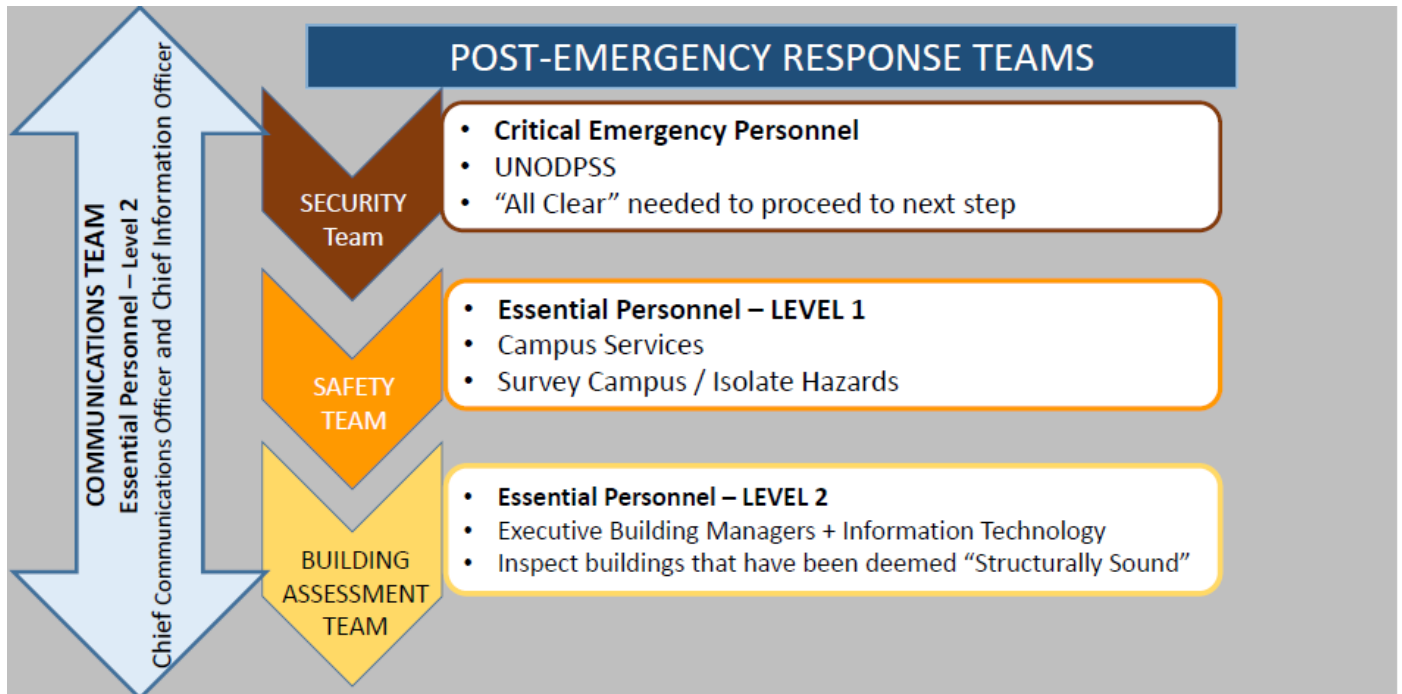 POST-EMERGENCY RESPONSE TEAMS
COMMUNICATIONS TEAM
Essential Personnel – Level 2
Chief Communications Officer and Chief Information Officer
SECURITY
Team
• Critical Emergency Personnel
• UNODPSS
• “All Clear” needed to proceed to next step
SAFETY
TEAM
• Essential Personnel – LEVEL 1
• Campus Services
• Survey Campus / Isolate Hazards
BUILDING
ASSESSMENT
TEAM
• Essential Personnel – LEVEL 2
• Executive Building Managers + Information Technology
• Inspect buildings that have been deemed “Structurally Sound”